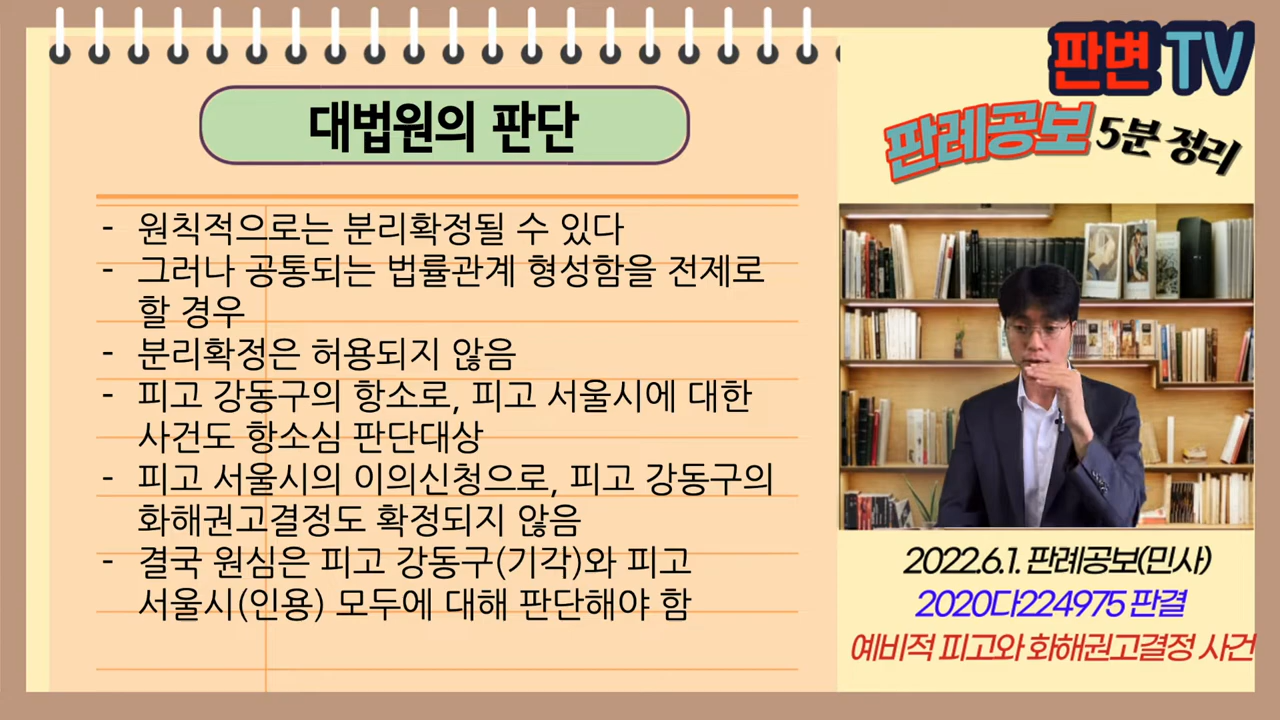 판변 TV
판례공보 5분 정리
대법원의 판단
- 원칙적으로는 분리확정될 수 있다
- 그러나 공통되는 법률관계 형성함을 전제로
할 경우
- 분리확정은 허용되지 않음
- 피고 강동구의 항소로, 피고 서울시에 대한
사건도 항소심 판단대상
- 피고 서울시의 이의신청으로, 피고 강동구의
화해권고결정도 확정되지 않음
- 결국 원심은 피고 강동구(기각)와 피고
서울시(인용) 모두에 대해 판단해야 함
2022.6.1. 판례공보(민사)
2020다224975 판결
예비적 피고와 화해권고결정 사건